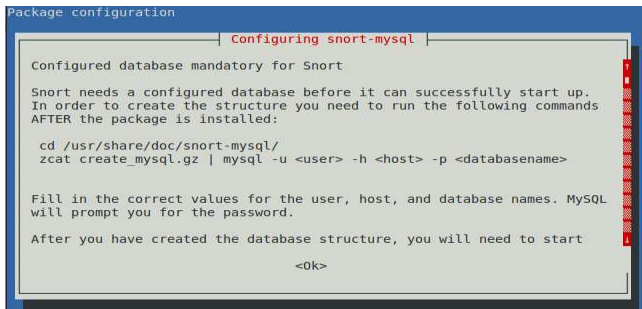 Package configuration
Configuring snort-mysql
Configured database mandatory for Snort
Snort needs a configured database before it can successfully start up.
In order to create the structure you need to run the following commands
AFTER the package is installed:
cd /usr/share/doc/snort-mysql/
zcat create_mysql.gz | mysql -u <user> -h <host> -p <databasename>
Fill in the correct values for the user, host, and database names. MySQL
will prompt you for the password.
After you have created the database structure, you will need to start
<Ok>